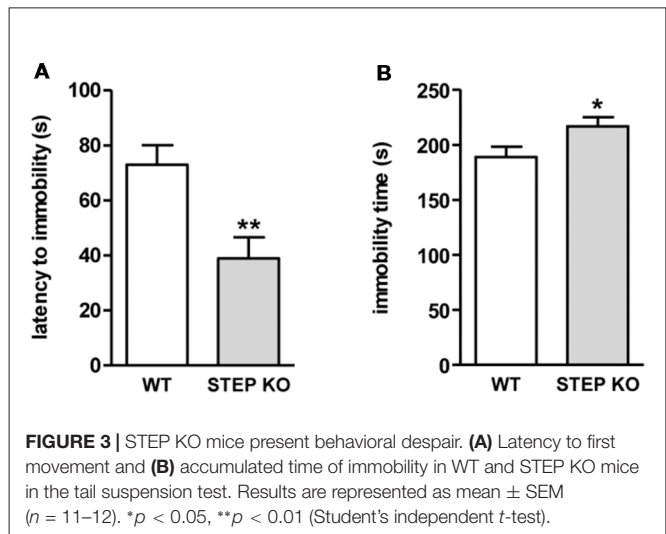 A
B
latency to immobility (s)
100
80
60
40
20
0
**
WT
STEP KO
immobility time (s)
250
200
150
100
50
0
*
WT
STEP KO
FIGURE 3 | STEP KO mice present behavioral despair. (A) Latency to first
movement and (B) accumulated time of immobility in WT and STEP KO mice
in the tail suspension test. Results are represented as mean ± SEM
(n = 11–12). *p < 0.05, **p < 0.01 (Student’s independent t-test).